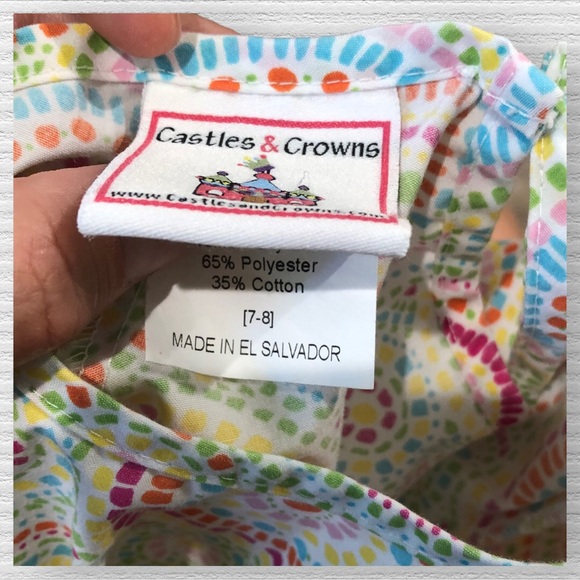 Castles & Crowns
www.CastlesandCrowns.com
65% Polyester
35% Cotton
[7-8]
MADE IN EL SALVADOR